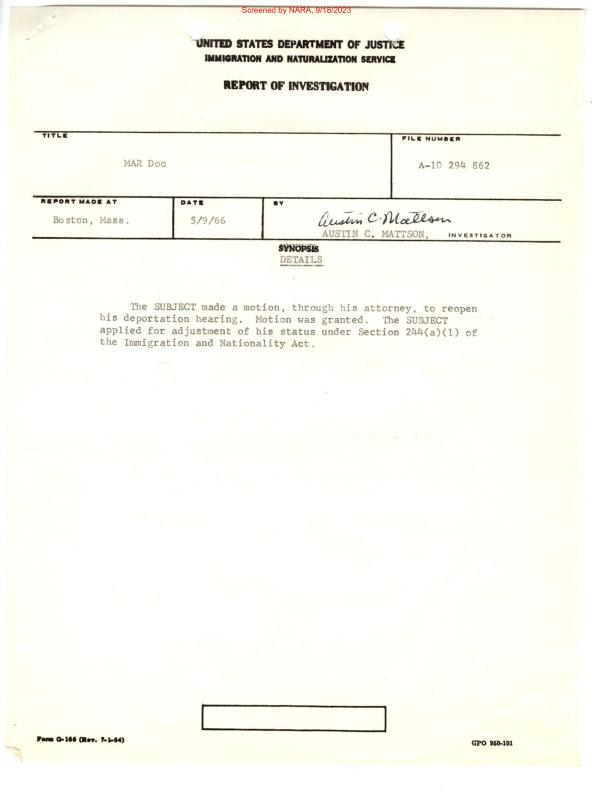 Screened by NARA, 9/18/2023
UNITED STATES DEPARTMENT OF JUSTICE
IMMIGRATION AND NATURALIZATION SERVICE
REPORT OF INVESTIGATION
TITLE
MAR Doo
FILE NUMBER
A-10 294 862
REPORT MADE AT
Boston, Mass.
DATE
5/9/66
BY
Austin C. Mattson
AUSTIN C. MATTSON, INVESTIGATOR
SYNOPSIS
DETAILS
The SUBJECT made a motion, through his attorney, to reopen
his deportation hearing. Motion was granted. The SUBJECT
applied for adjustment of his status under Section 244(a)(1) of
the Immigration and Nationality Act.
Form G-166 (Rev. 7-1-64)
GPO 950-101